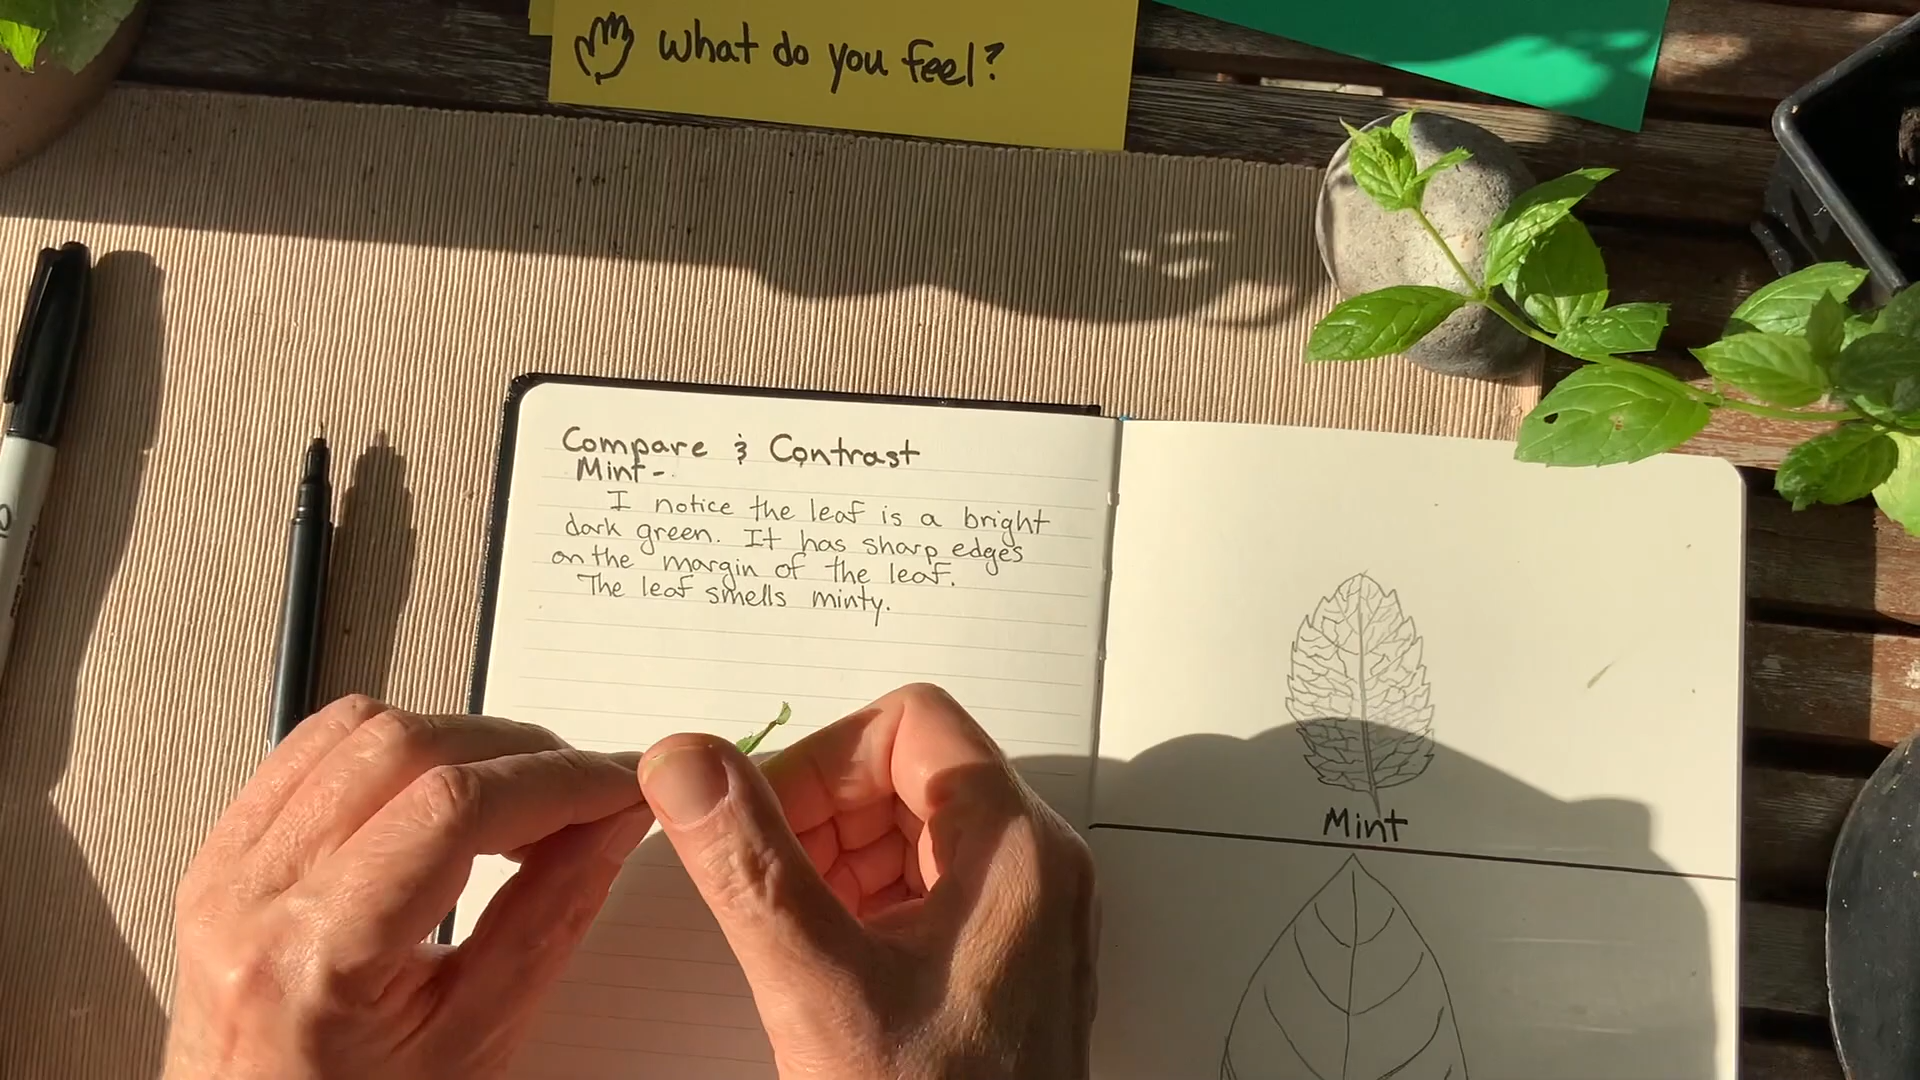 What do you feel?
Compare & Contrast
Mint -
I notice the leaf is a bright
dark green. It has sharp edges
on the margin of the leaf.
The leaf smells minty.
Mint